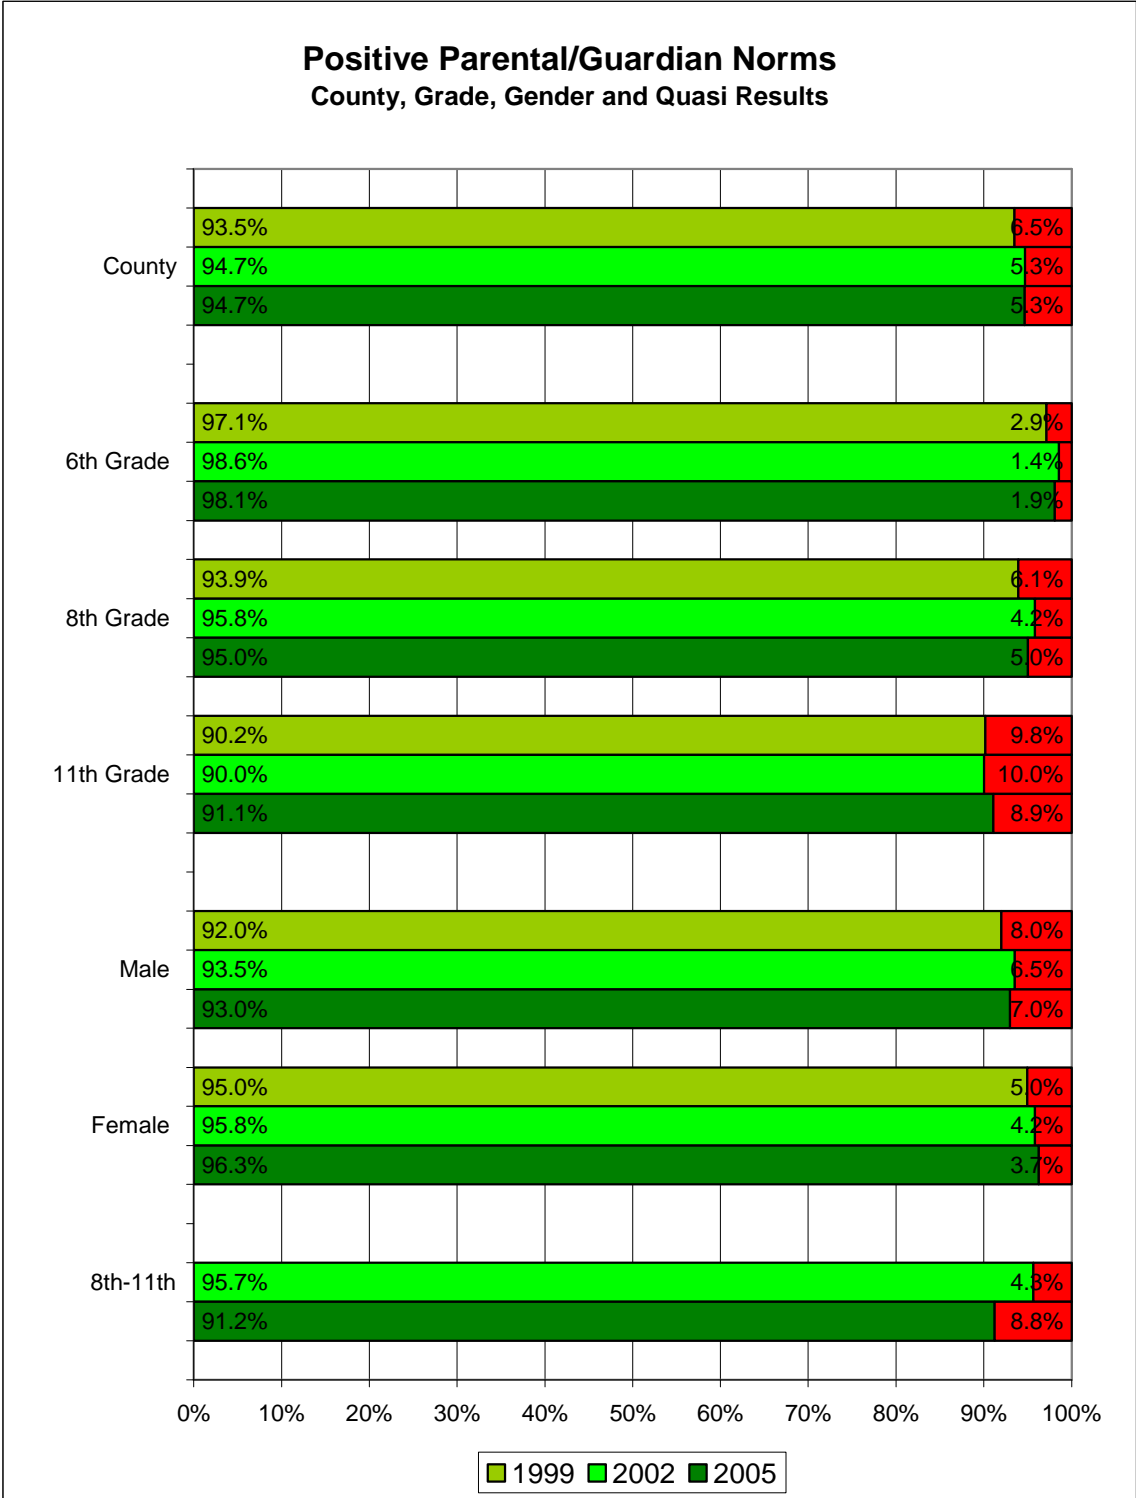 Positive Parental/Guardian Norms
County, Grade, Gender and Quasi Results
93.5% 6.5%
County 94.7% 5.3%
94.7% 5.3%
97.1% 2.9%
6th Grade 98.6% 1.4%
98.1% 1.9%
93.9% 6.1%
8th Grade 95.8% 4.2%
95.0% 5.0%
90.2% 9.8%
11th Grade 90.0% 10.0%
91.1% 8.9%
92.0% 8.0%
Male 93.5% 6.5%
93.0% 7.0%
95.0% 5.0%
Female 95.8% 4.2%
96.3% 3.7%
8th-11th 95.7% 4.3%
91.2% 8.8%
0% 10% 20% 30% 40% 50% 60% 70% 80% 90% 100%
1999 2002 2005